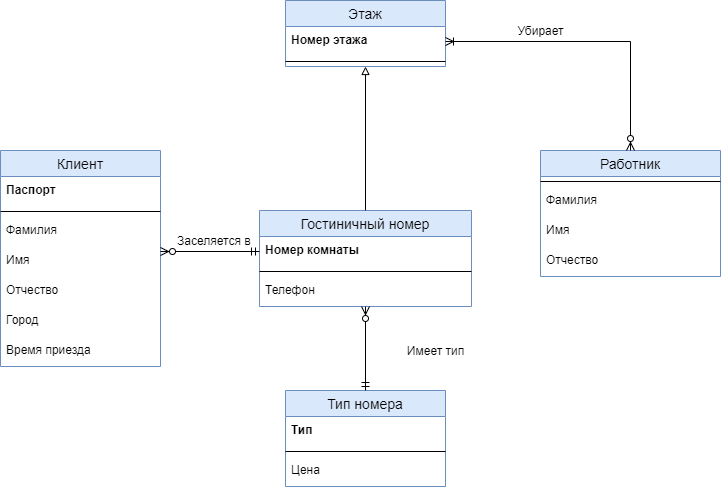 Этаж
Номер этажа
Убирает
Клиент
Паспорт
Фамилия
Имя
Отчество
Город
Время приезда
Заселяется в
Гостиничный номер
Номер комнаты
Телефон
Работник
Фамилия
Имя
Отчество
Имеет тип
Тип номера
Тип
Цена